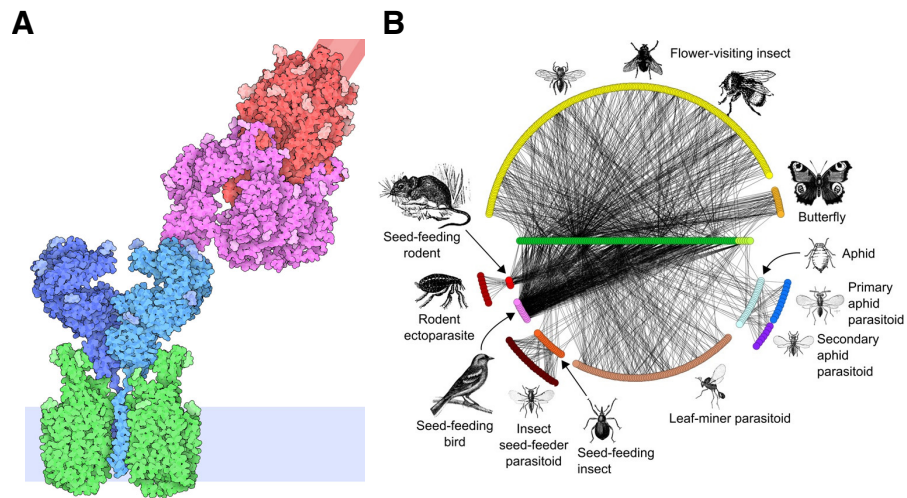 A
B
Flower-visiting insect
Butterfly
Seed-feeding
rodent
Aphid
Rodent
ectoparasite
Primary
aphid
parasitoid
Secondary
aphid
parasitoid
Leaf-miner parasitoid
Seed-feeding
bird
Insect
seed-feeder
parasitoid
Seed-feeding
insect